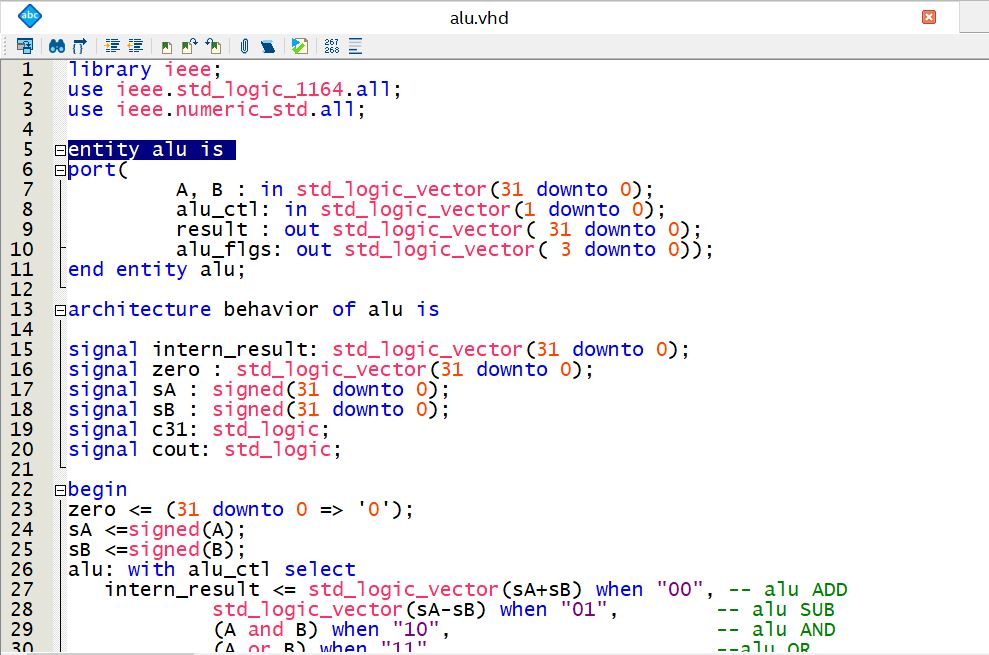 abc
alu.vhd
267
268
1 library ieee;
2 use ieee.std_logic_1164.all;
3 use ieee.numeric_std.all;
4
5 entity alu is
6 port(
7 A, B : in std_logic_vector(31 downto 0);
8 alu_ctl: in std_logic_vector(1 downto 0);
9 result : out std_logic_vector( 31 downto 0);
10 alu_flgs: out std_logic_vector( 3 downto 0));
11 end entity alu;
12
13 architecture behavior of alu is
14
15 signal intern_result: std_logic_vector(31 downto 0);
16 signal zero : std_logic_vector(31 downto 0);
17 signal sA : signed(31 downto 0);
18 signal sB : signed(31 downto 0);
19 signal c31: std_logic;
20 signal cout: std_logic;
21
22 begin
23 zero <= (31 downto 0 => '0');
24 sA <=signed(A);
25 sB <=signed(B);
26 alu: with alu_ctl select
27 intern_result <= std_logic_vector(sA+sB) when "00", -- alu ADD
28 std_logic_vector(sA-sB) when "01", -- alu SUB
29 (A and B) when "10", -- alu AND
30 (A or B) when "11" --alu OR